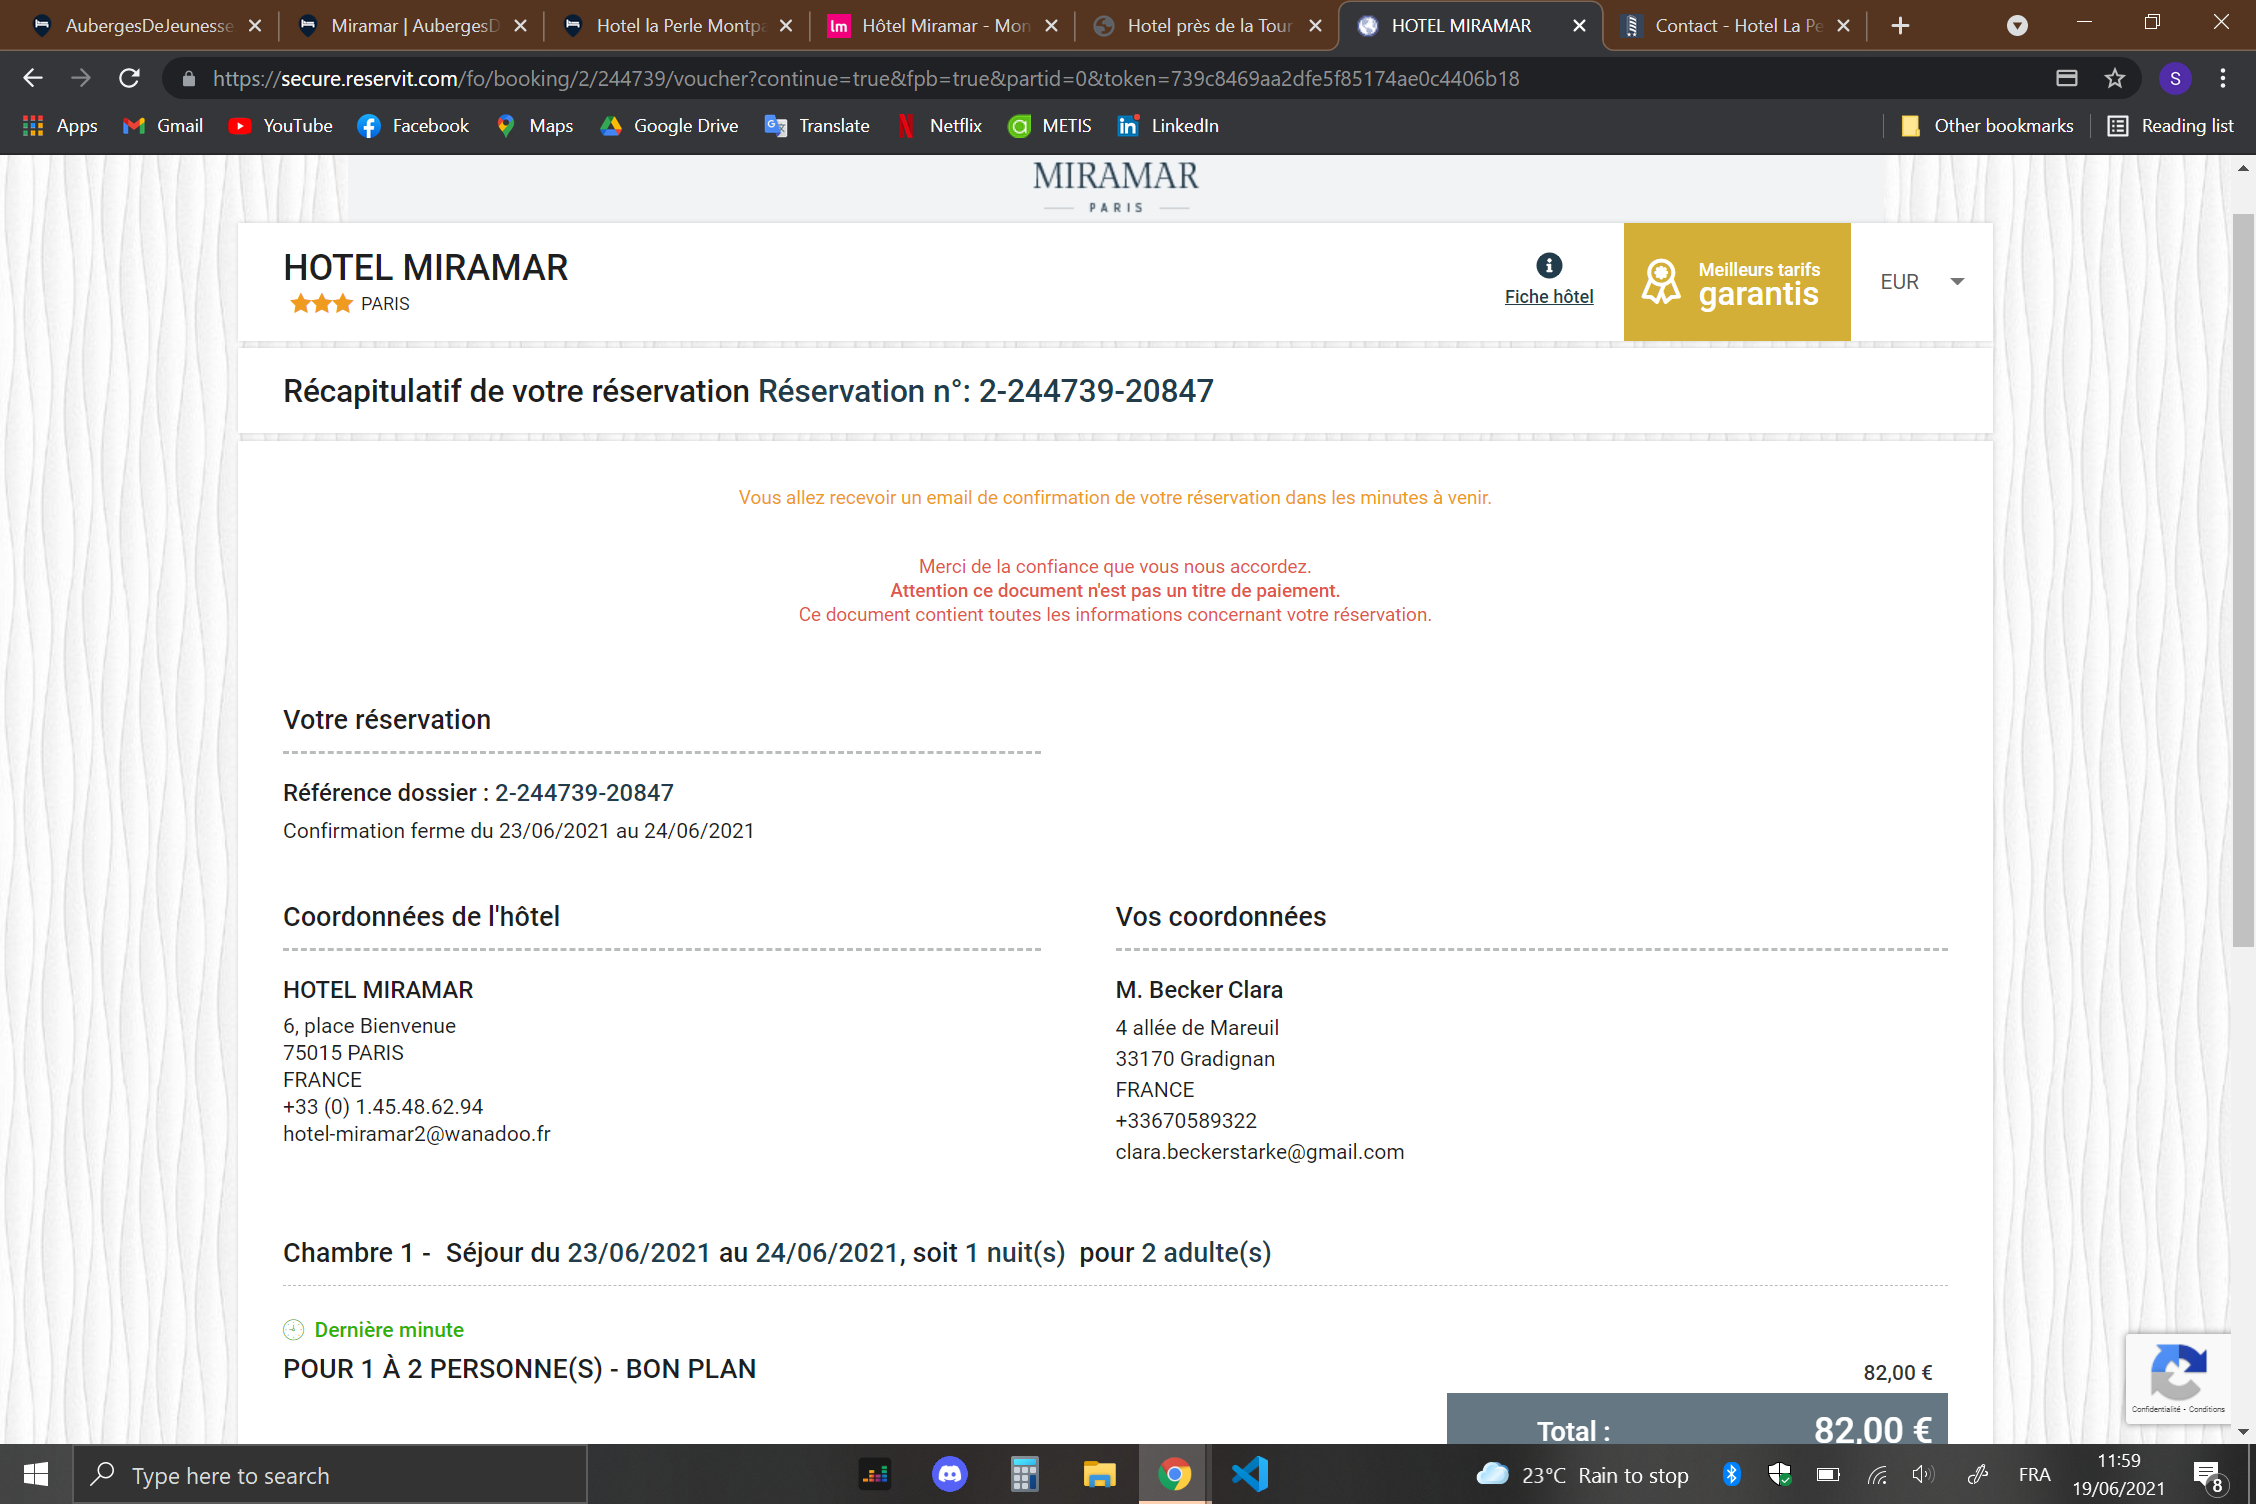 AubergesDeJeunesse
Miramar | AubergesD
Hotel la Perle Montpa
lm Hôtel Miramar - Mon
Hotel près de la Tour
HOTEL MIRAMAR
Contact - Hotel La Pe
https://secure.reservit.com/fo/booking/2/244739/voucher?continue=true&fpb=true&partid=0&token=739c8469aa2dfe5f85174ae0c4406b18
S
Apps
Gmail
YouTube
Facebook
Maps
Google Drive
Translate
Netflix
METIS
LinkedIn
Other bookmarks
Reading list
MIRAMAR
PARIS
HOTEL MIRAMAR
PARIS
Fiche hôtel
Meilleurs tarifs
garantis
EUR
Récapitulatif de votre réservation Réservation n°: 2-244739-20847
Vous allez recevoir un email de confirmation de votre réservation dans les minutes à venir.
Merci de la confiance que vous nous accordez.
Attention ce document n'est pas un titre de paiement.
Ce document contient toutes les informations concernant votre réservation.
Votre réservation
Référence dossier : 2-244739-20847
Confirmation ferme du 23/06/2021 au 24/06/2021
Coordonnées de l'hôtel
HOTEL MIRAMAR
6, place Bienvenue
75015 PARIS
FRANCE
+33 (0) 1.45.48.62.94
hotel-miramar2@wanadoo.fr
Vos coordonnées
M. Becker Clara
4 allée de Mareuil
33170 Gradignan
FRANCE
+33670589322
clara.beckerstarke@gmail.com
Chambre 1 - Séjour du 23/06/2021 au 24/06/2021, soit 1 nuit(s) pour 2 adulte(s)
Dernière minute
POUR 1 À 2 PERSONNE(S) - BON PLAN
82,00 €
Total : 82,00 €
Confidentialité - Conditions
Type here to search
23°C Rain to stop
FRA
11:59
19/06/2021
8